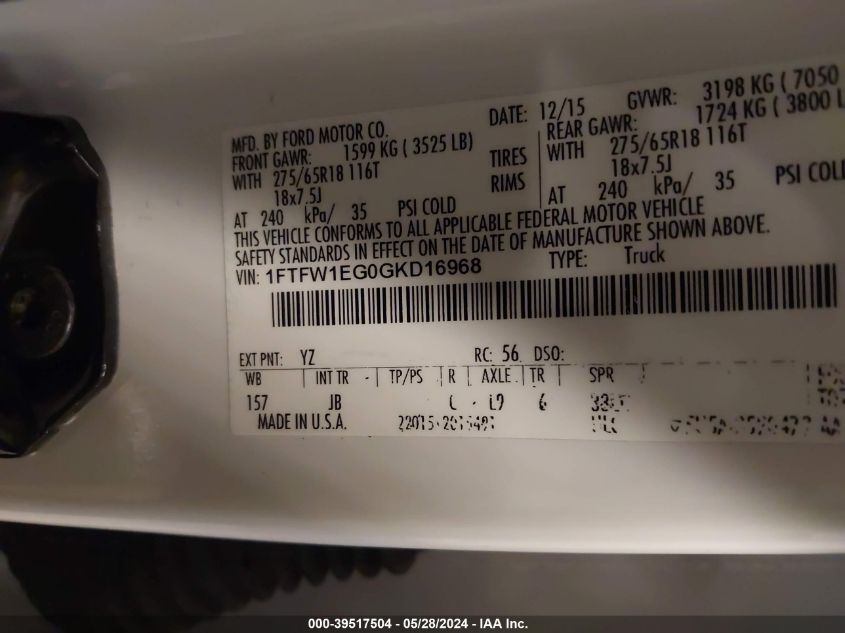 MFD. BY FORD MOTOR CO.
DATE: 12/15 GVWR: 3198 KG ( 7050
FRONT GAWR: 1599 KG ( 3525 LB)
REAR GAWR: 1724 KG ( 3800 L
WITH 275/65R18 116T TIRES WITH 275/65R18 116T
18x7.5J RIMS 18x7.5J
AT 240 kPa/ 35 PSI COLD AT 240 kPa/ 35 PSI COLD
THIS VEHICLE CONFORMS TO ALL APPLICABLE FEDERAL MOTOR VEHICLE
SAFETY STANDARDS IN EFFECT ON THE DATE OF MANUFACTURE SHOWN ABOVE.
VIN: 1FTFW1EG0GKD16968 TYPE: Truck
EXT PNT: YZ RC: 56 DSO:
WB INT TR TP/PS R AXLE TR SPR
157 JB L L9 6
MADE IN U.S.A.
000-39517504 - 05/28/2024 - IAA Inc.